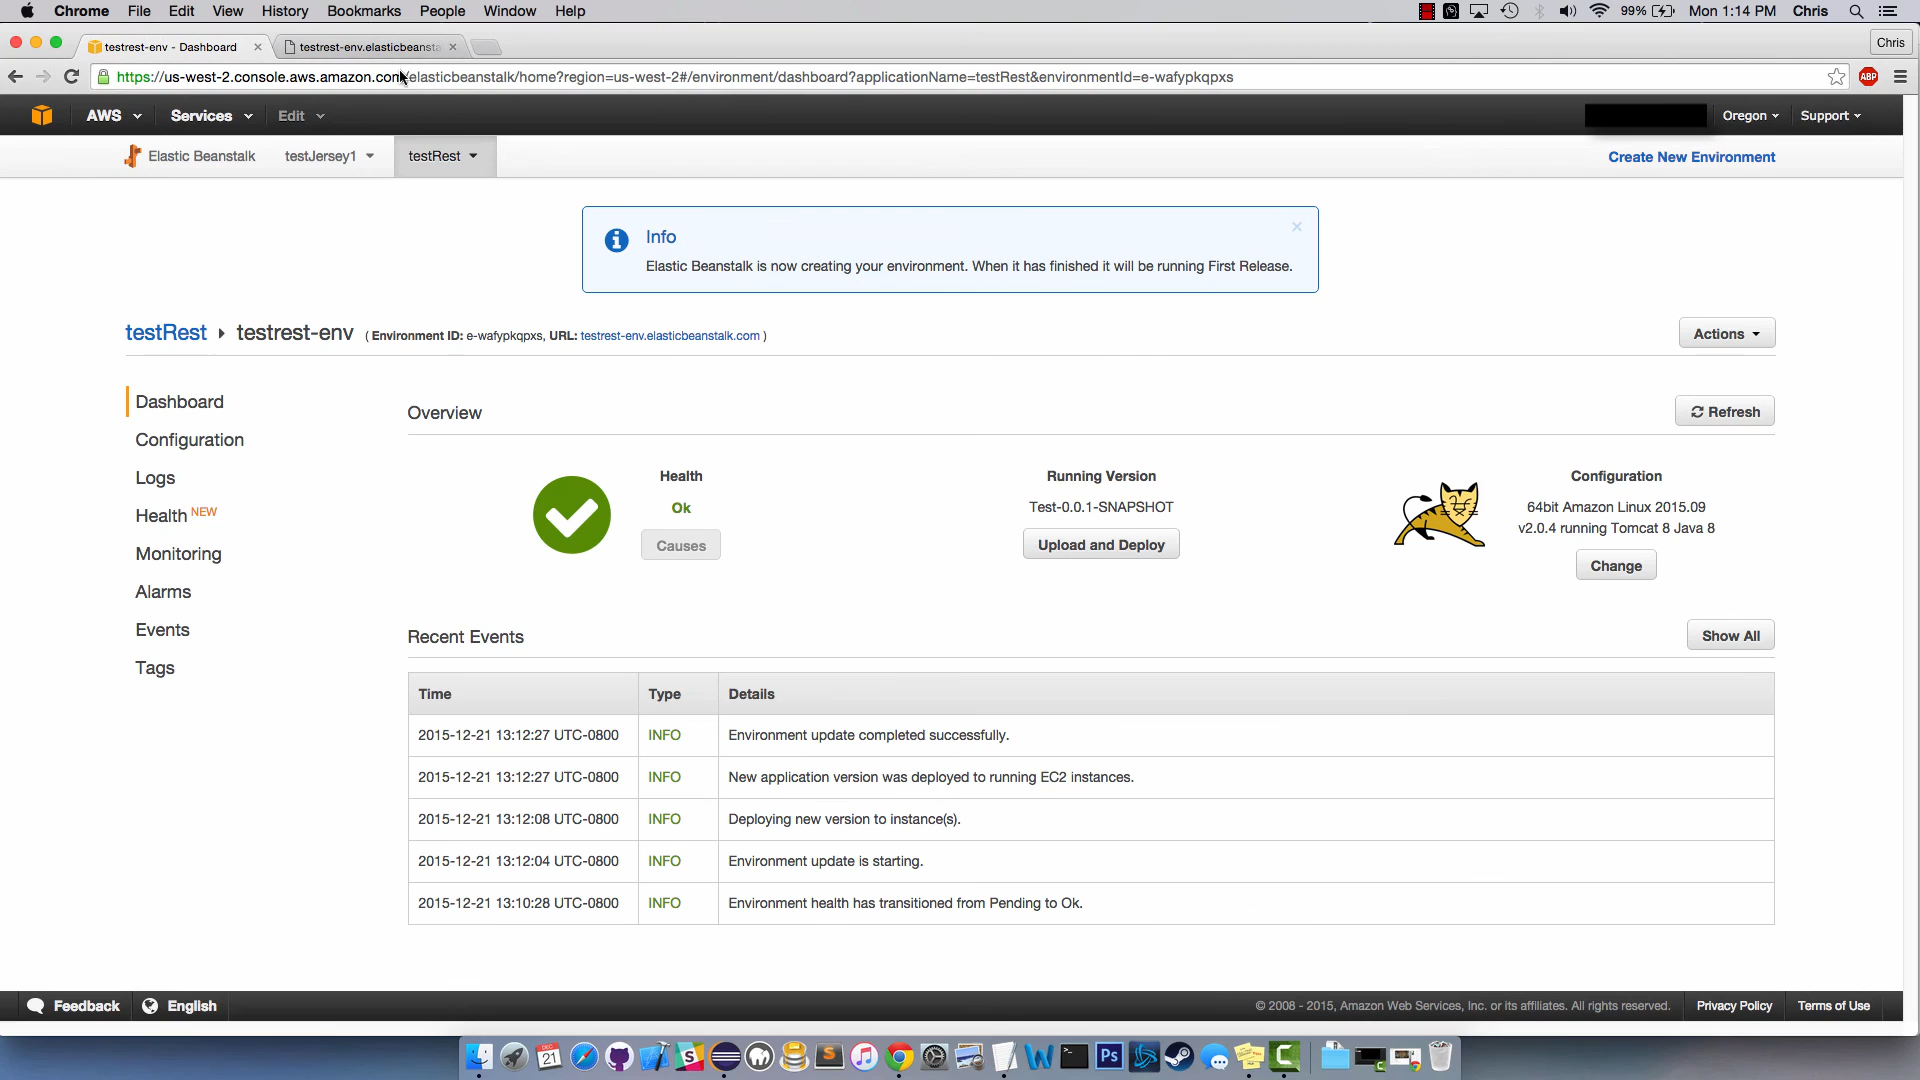 Chrome File Edit View History Bookmarks People Window Help 99% Mon 1:14 PM Chris
testrest-env - Dashboard testrest-env.elasticbeansta Chris
https://us-west-2.console.aws.amazon.com/elasticbeanstalk/home?region=us-west-2#/environment/dashboard?applicationName=testRest&environmentId=e-wafypkqpxs ABP
AWS Services Edit Oregon Support
Elastic Beanstalk testJersey1 testRest Create New Environment
Info
Elastic Beanstalk is now creating your environment. When it has finished it will be running First Release.
testRest testrest-env ( Environment ID: e-wafypkqpxs, URL: testrest-env.elasticbeanstalk.com ) Actions
Dashboard
Configuration
Logs
Health NEW
Monitoring
Alarms
Events
Tags
Overview Refresh
Health
Ok
Causes
Running Version
Test-0.0.1-SNAPSHOT
Upload and Deploy
Configuration
64bit Amazon Linux 2015.09
v2.0.4 running Tomcat 8 Java 8
Change
Recent Events Show All
Time Type Details
2015-12-21 13:12:27 UTC-0800 INFO Environment update completed successfully.
2015-12-21 13:12:27 UTC-0800 INFO New application version was deployed to running EC2 instances.
2015-12-21 13:12:08 UTC-0800 INFO Deploying new version to instance(s).
2015-12-21 13:12:04 UTC-0800 INFO Environment update is starting.
2015-12-21 13:10:28 UTC-0800 INFO Environment health has transitioned from Pending to Ok.
Feedback English © 2008 - 2015, Amazon Web Services, Inc. or its affiliates. All rights reserved. Privacy Policy Terms of Use
DEC 21 S S W Ps C